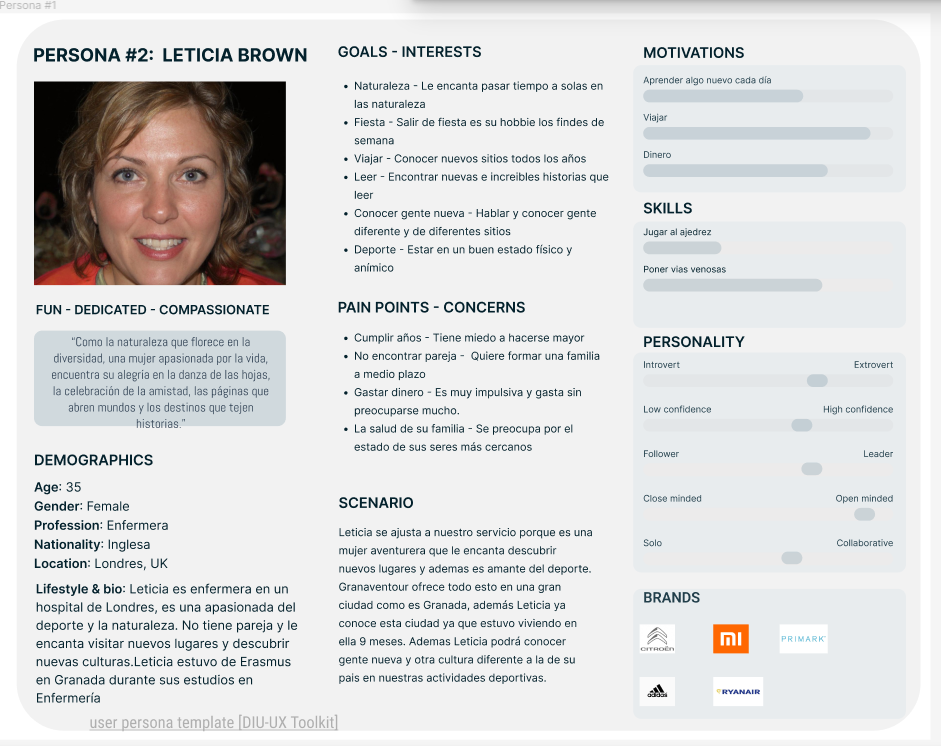 Persona #1
PERSONA #2: LETICIA BROWN
FUN - DEDICATED - COMPASSIONATE
“Como la naturaleza que florece en la
diversidad, una mujer apasionada por la vida,
encuentra su alegria en la danza de las hojas,
la celebración de la amistad, las páginas que
abren mundos y los destinos que tejen
historias.”
DEMOGRAPHICS
Age: 35
Gender: Female
Profession: Enfermera
Nationality: Inglesa
Location: Londres, UK
Lifestyle & bio: Leticia es enfermera en un
hospital de Londres, es una apasionada del
deporte y la naturaleza. No tiene pareja y le
encanta visitar nuevos lugares y descubrir
nuevas culturas.Leticia estuvo de Erasmus
en Granada durante sus estudios en
Enfermería
user persona template [DIU-UX Toolkit]
GOALS - INTERESTS
• Naturaleza - Le encanta pasar tiempo a solas en
las naturaleza
• Fiesta - Salir de fiesta es su hobbie los findes de
semana
• Viajar - Conocer nuevos sitios todos los años
• Leer - Encontrar nuevas e increibles historias que
leer
• Conocer gente nueva - Hablar y conocer gente
diferente y de diferentes sitios
• Deporte - Estar en un buen estado físico y
anímico
PAIN POINTS - CONCERNS
• Cumplir años - Tiene miedo a hacerse mayor
• No encontrar pareja - Quiere formar una familia
a medio plazo
• Gastar dinero - Es muy impulsiva y gasta sin
preocuparse mucho.
• La salud de su familia - Se preocupa por el
estado de sus seres más cercanos
SCENARIO
Leticia se ajusta a nuestro servicio porque es una
mujer aventurera que le encanta descubrir
nuevos lugares y ademas es amante del deporte.
Granaventour ofrece todo esto en una gran
ciudad como es Granada, además Leticia ya
conoce esta ciudad ya que estuvo viviendo en
ella 9 meses. Ademas Leticia podrá conocer
gente nueva y otra cultura diferente a la de su
pais en nuestras actividades deportivas.
MOTIVATIONS
Aprender algo nuevo cada día
Viajar
Dinero
SKILLS
Jugar al ajedrez
Poner vias venosas
PERSONALITY
Introvert Extrovert
Low confidence High confidence
Follower Leader
Close minded Open minded
Solo Collaborative
BRANDS
CITROËN
mi
PRIMARK
adidas
RYANAIR